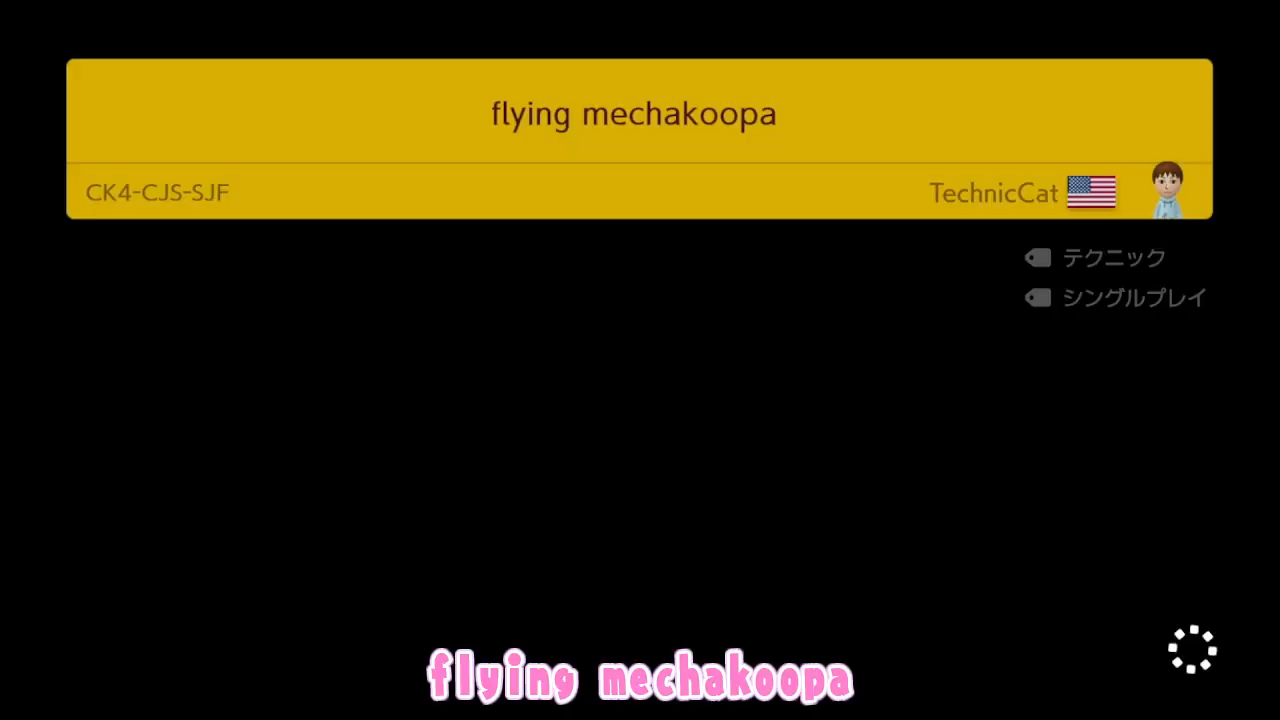 flying mechakoopa
CK4-CJS-SJF
TechnicCat
テクニック
シングルプレイ
flying mechakoopa